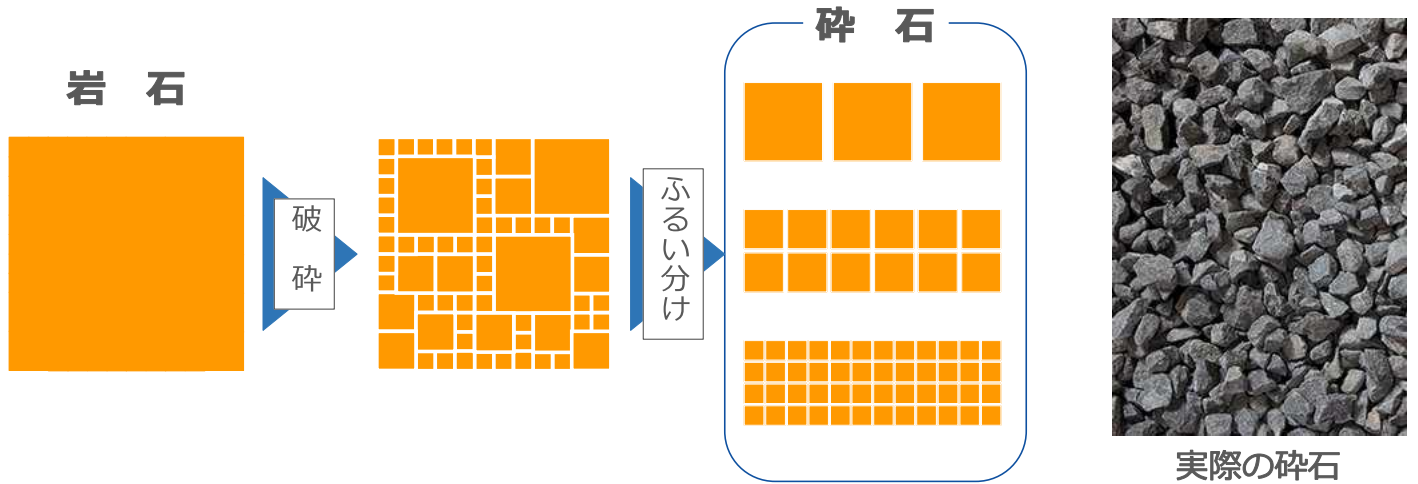 岩 石
破砕
ふるい分け
砕 石
実際の砕石